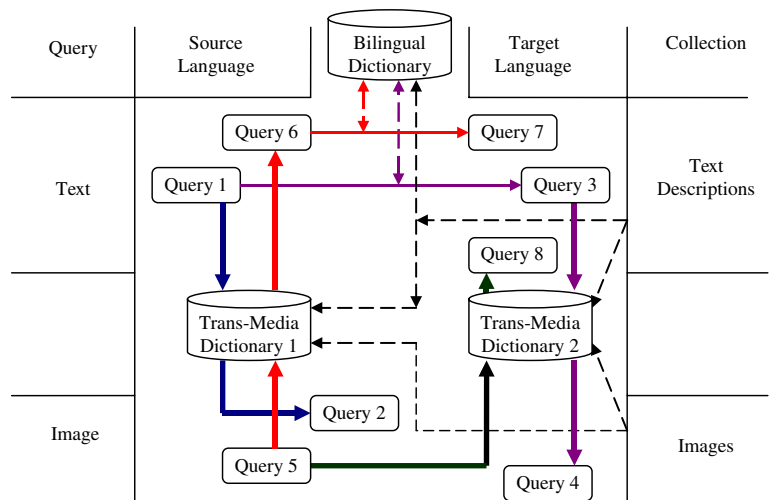 Query
Source
Language
Bilingual
Dictionary
Target
Language
Collection
Query 6
Query 7
Text
Query 1
Query 3
Text
Descriptions
Query 8
Trans-Media
Dictionary 1
Trans-Media
Dictionary 2
Image
Query 2
Query 5
Query 4
Images